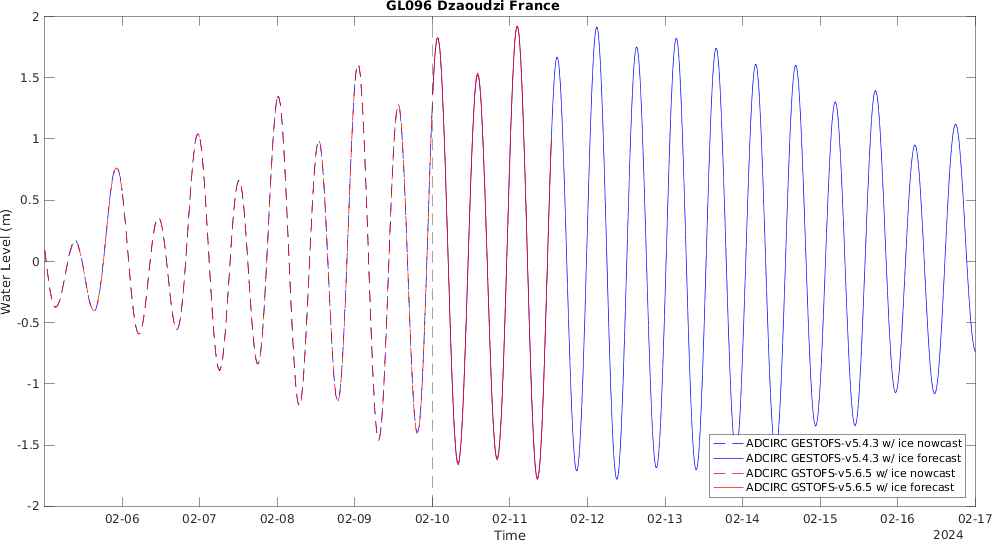 GL096 Dzaoudzi France
Water Level (m)
2
1.5
1
0.5
0
-0.5
-1
-1.5
-2
ADCIRC GESTOFS-v5.4.3 w/ ice nowcast
ADCIRC GESTOFS-v5.4.3 w/ ice forecast
ADCIRC GSTOFS-v5.6.5 w/ ice nowcast
ADCIRC GSTOFS-v5.6.5 w/ ice forecast
02-06 02-07 02-08 02-09 02-10 02-11 02-12 02-13 02-14 02-15 02-16 02-17
Time
2024